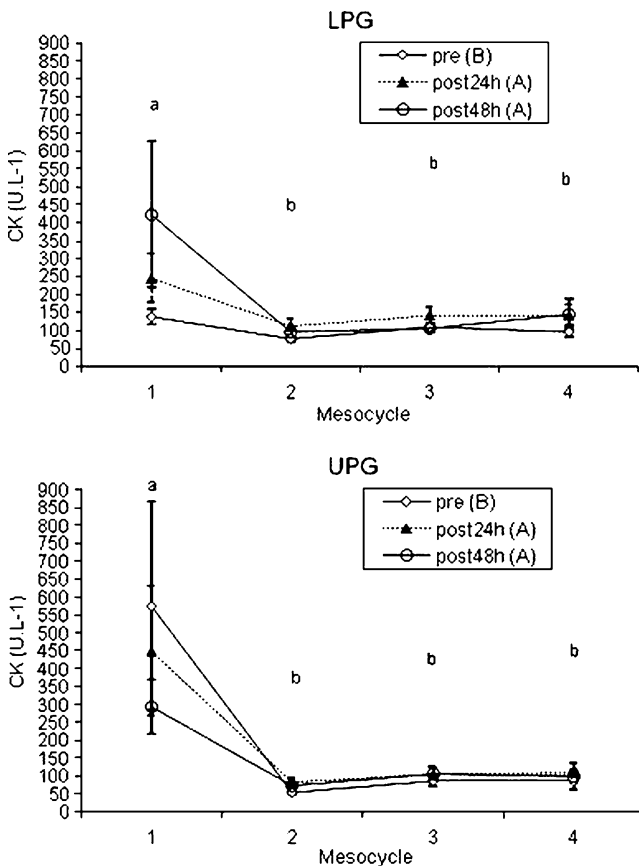 LPG
pre (B)
post24h (A)
post48h (A)
CK (U.L-1)
900
850
800
750
700
650
600
550
500
450
400
350
300
250
200
150
100
50
0
a
b
b
b
1 2 3 4
Mesocycle
UPG
pre (B)
post24h (A)
post48h (A)
CK (U.L-1)
900
850
800
750
700
650
600
550
500
450
400
350
300
250
200
150
100
50
0
a
b
b
b
1 2 3 4
Mesocycle